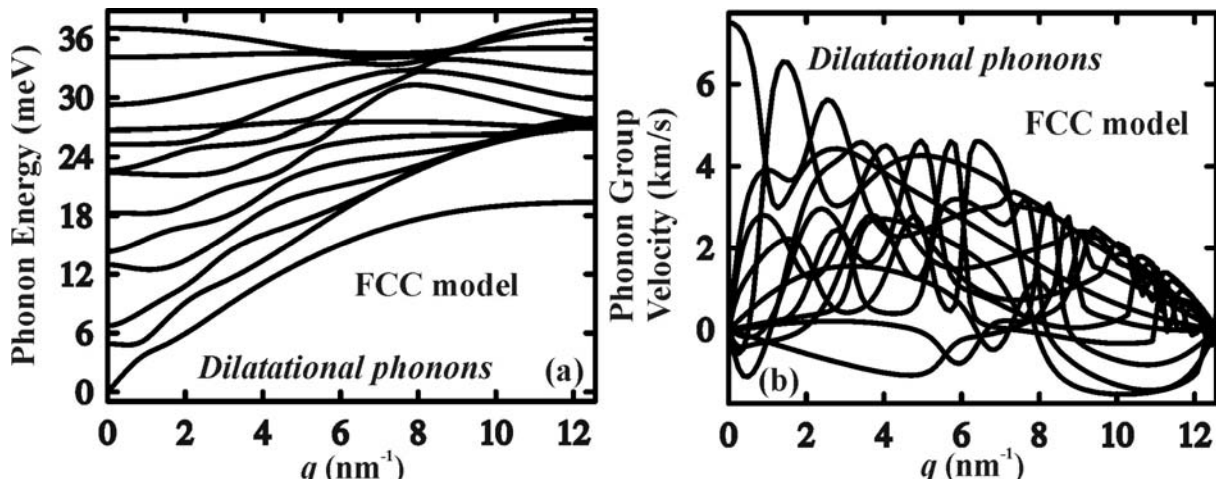 Phonon Energy (meV)
36
30
24
18
12
6
0
FCC model
Dilatational phonons
(a)
0 2 4 6 8 10 12
q (nm⁻¹)
Phonon Group
Velocity (km/s)
6
4
2
0
Dilatational phonons
FCC model
(b)
0 2 4 6 8 10 12
q (nm⁻¹)